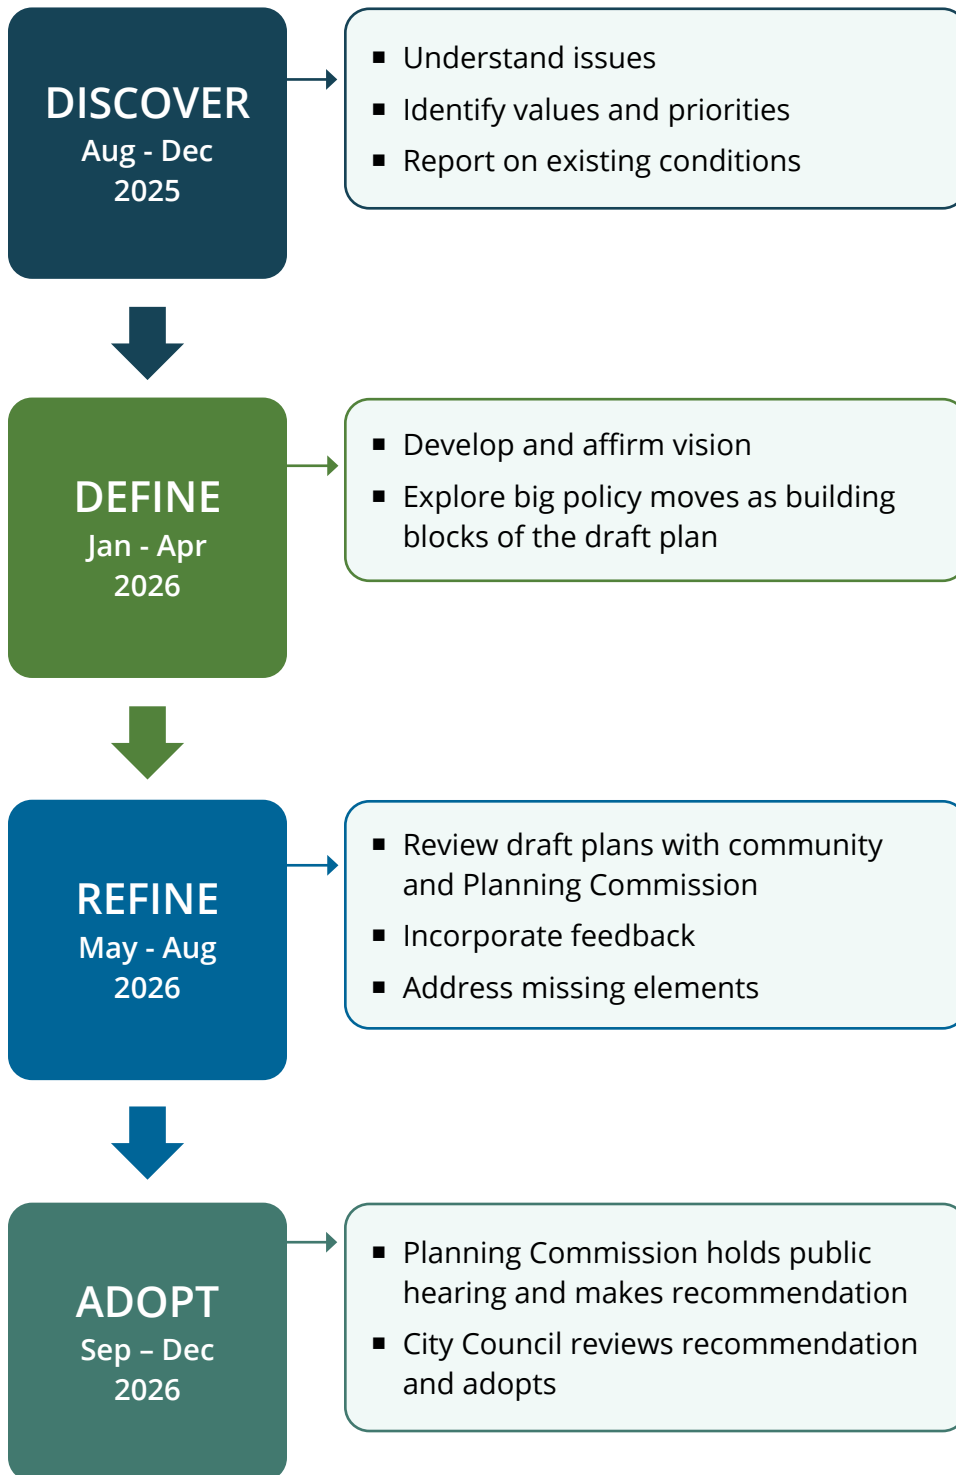 DISCOVER
Aug - Dec
2025
▪ Understand issues
▪ Identify values and priorities
▪ Report on existing conditions
DEFINE
Jan - Apr
2026
▪ Develop and affirm vision
▪ Explore big policy moves as building
blocks of the draft plan
REFINE
May - Aug
2026
▪ Review draft plans with community
and Planning Commission
▪ Incorporate feedback
▪ Address missing elements
ADOPT
Sep – Dec
2026
▪ Planning Commission holds public
hearing and makes recommendation
▪ City Council reviews recommendation
and adopts